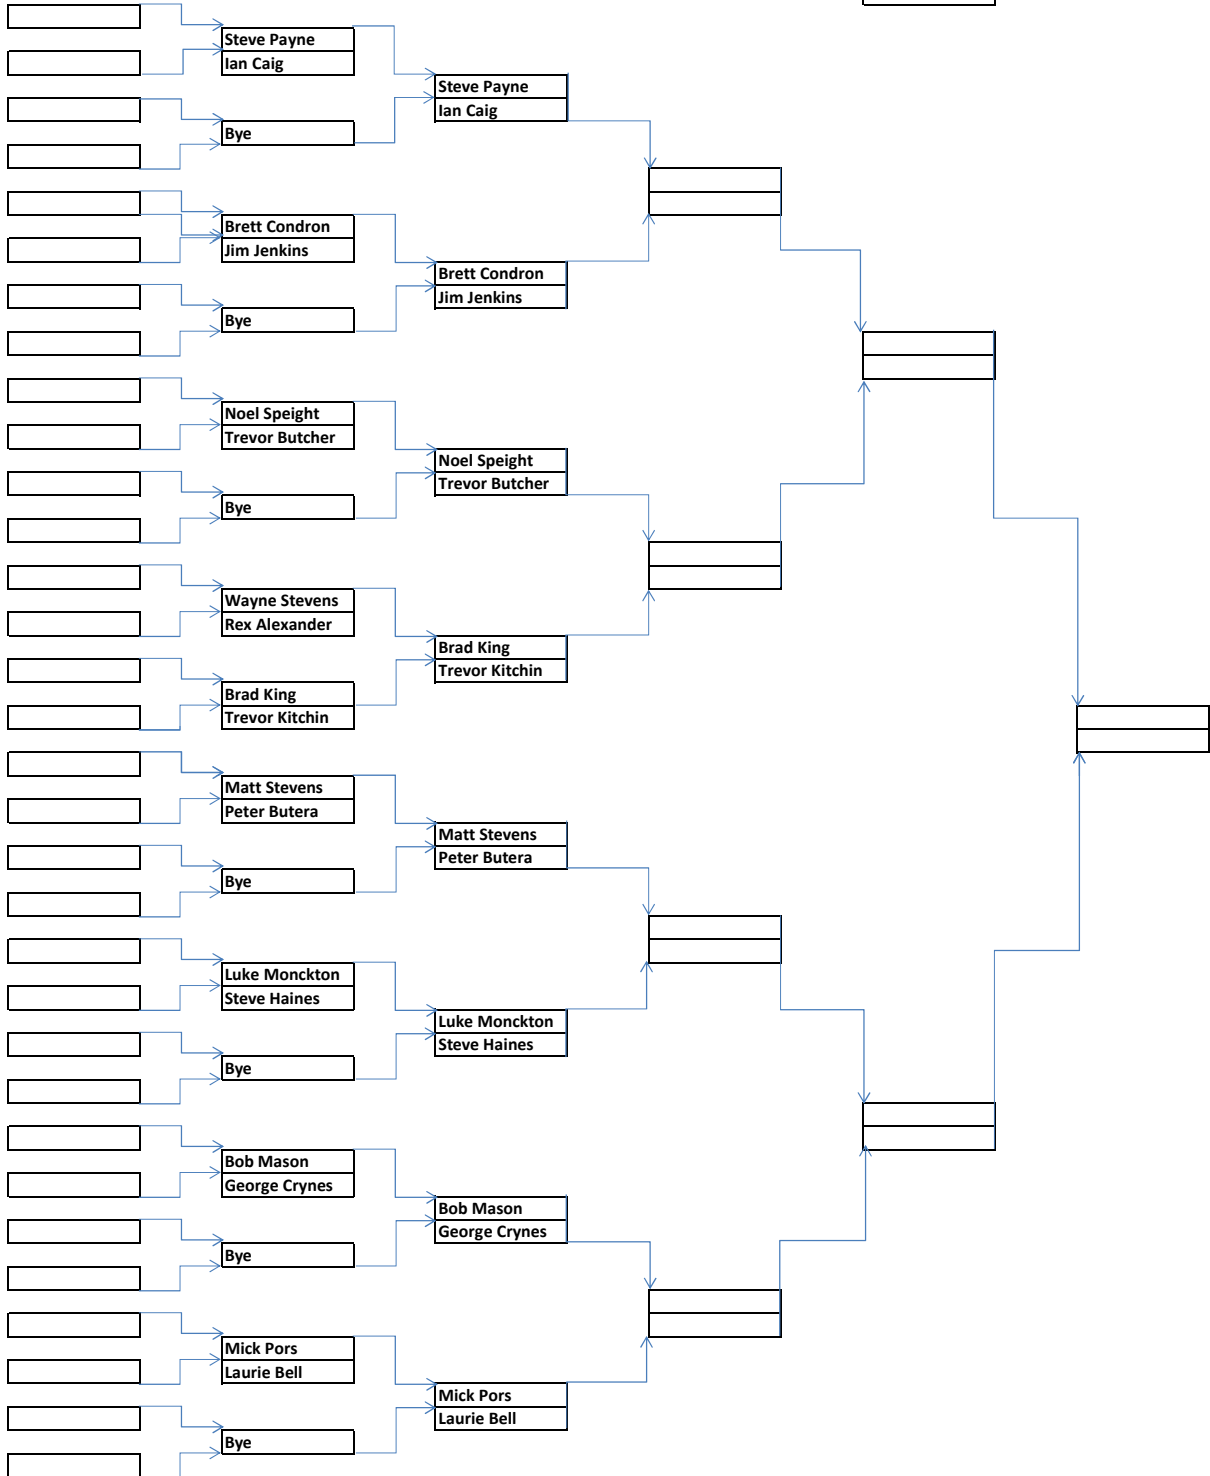 Steve Payne
Ian Caig
Steve Payne
Ian Caig
Bye
Brett Condron
Jim Jenkins
Brett Condron
Jim Jenkins
Bye
Noel Speight
Trevor Butcher
Noel Speight
Trevor Butcher
Bye
Wayne Stevens
Rex Alexander
Brad King
Trevor Kitchin
Brad King
Trevor Kitchin
Matt Stevens
Peter Butera
Matt Stevens
Peter Butera
Bye
Luke Monckton
Steve Haines
Luke Monckton
Steve Haines
Bye
Bob Mason
George Crynes
Bob Mason
George Crynes
Bye
Mick Pors
Laurie Bell
Mick Pors
Laurie Bell
Bye